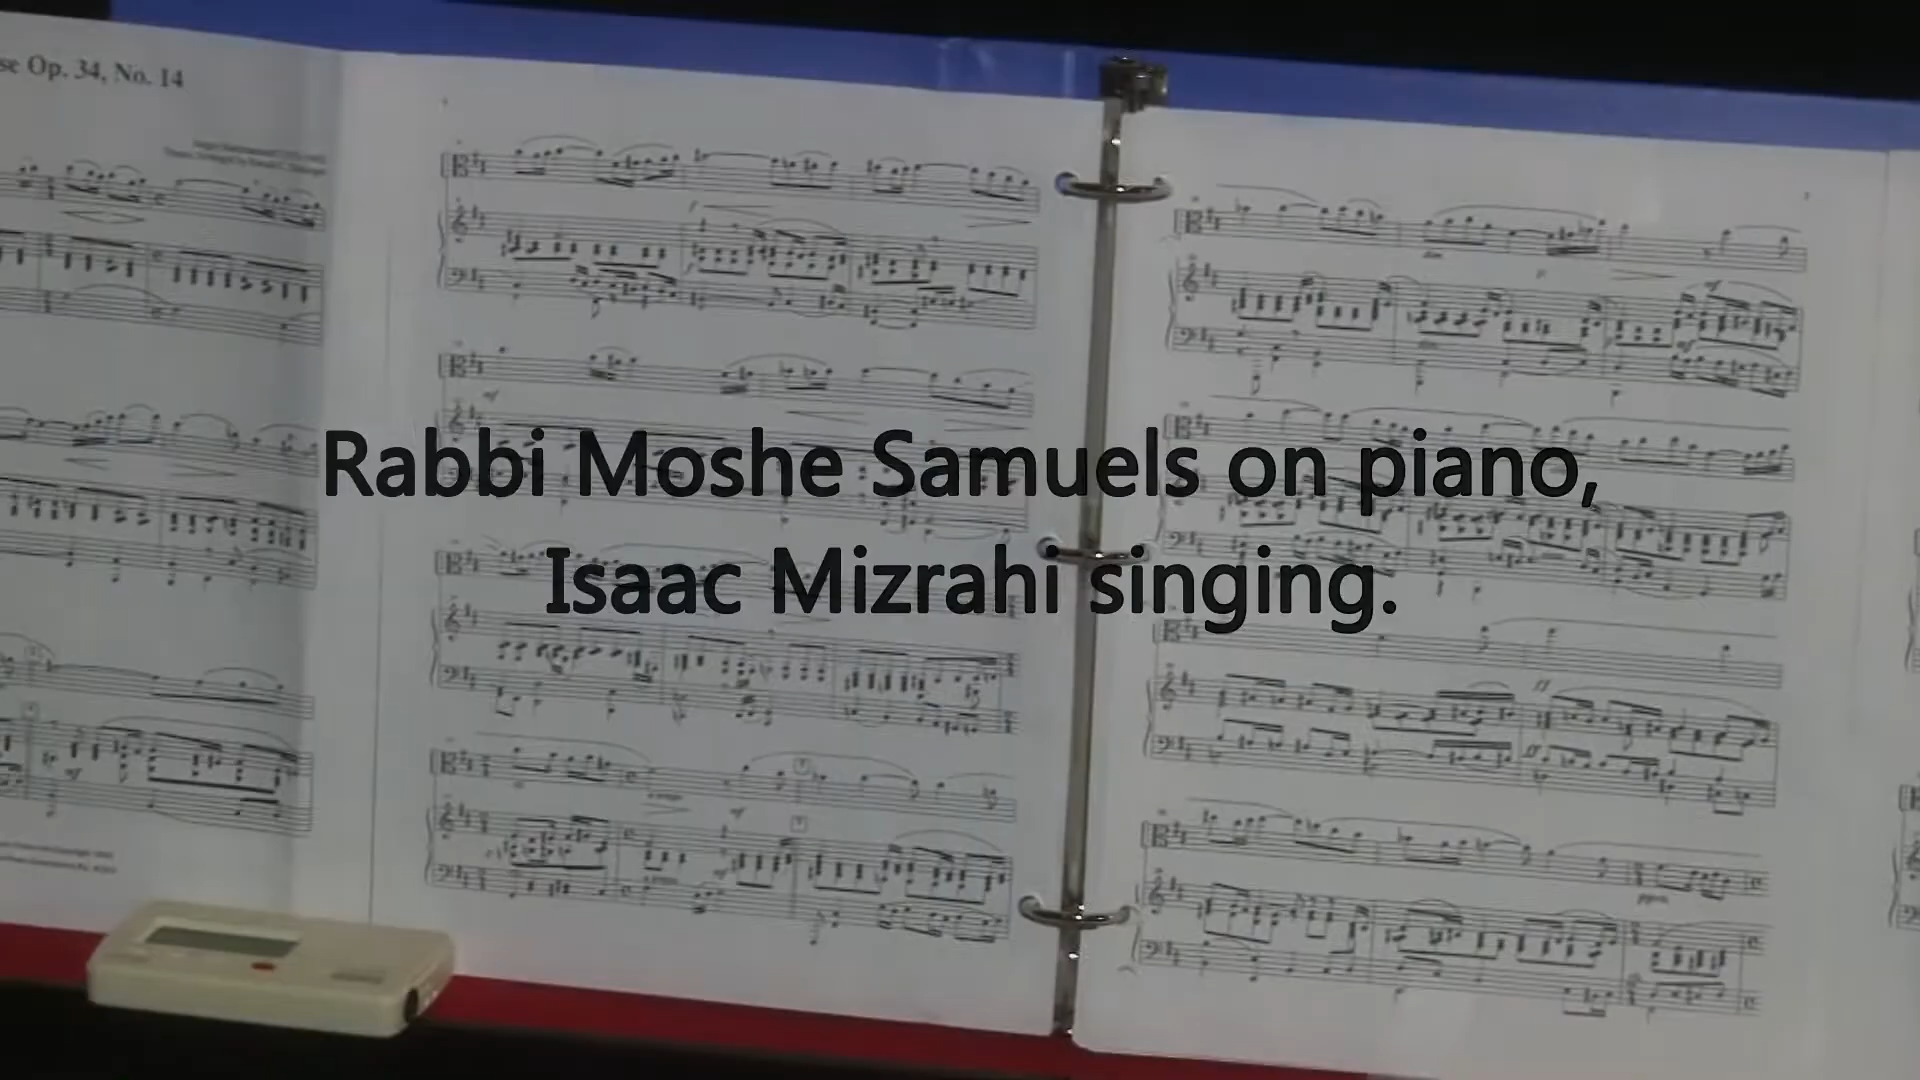 se Op. 34, No. 14
Rabbi Moshe Samuels on piano,
Isaac Mizrahi singing.